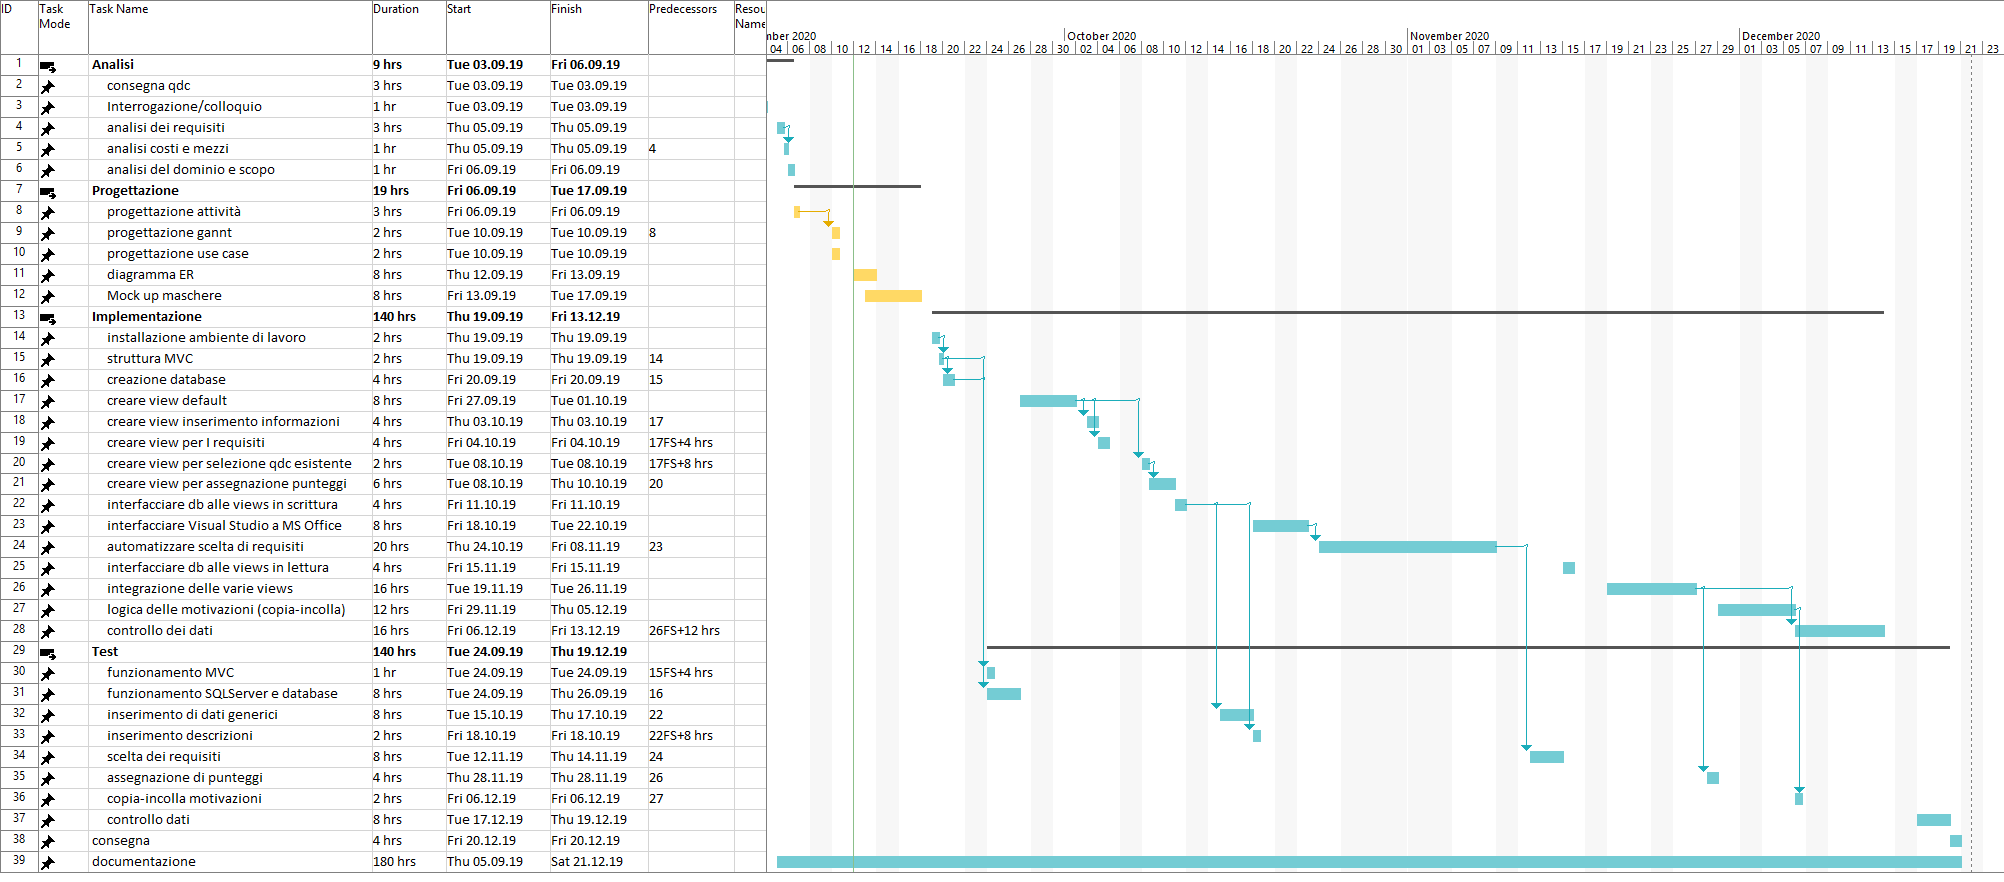 ID Task Mode Task Name Duration Start Finish Predecessors Resou Name
mber 2020 October 2020 November 2020 December 2020
04 06 08 10 12 14 16 18 20 22 24 26 28 30 02 04 06 08 10 12 14 16 18 20 22 24 26 28 30 01 03 05 07 09 11 13 15 17 19 21 23 25 27 29 01 03 05 07 09 11 13 15 17 19 21 23
1 Analisi 9 hrs Tue 03.09.19 Fri 06.09.19
2 consegna qdc 3 hrs Tue 03.09.19 Tue 03.09.19
3 Interrogazione/colloquio 1 hr Tue 03.09.19 Tue 03.09.19
4 analisi dei requisiti 3 hrs Thu 05.09.19 Thu 05.09.19
5 analisi costi e mezzi 1 hr Thu 05.09.19 Thu 05.09.19 4
6 analisi del dominio e scopo 1 hr Fri 06.09.19 Fri 06.09.19
7 Progettazione 19 hrs Fri 06.09.19 Tue 17.09.19
8 progettazione attività 3 hrs Fri 06.09.19 Fri 06.09.19
9 progettazione gannt 2 hrs Tue 10.09.19 Tue 10.09.19 8
10 progettazione use case 2 hrs Tue 10.09.19 Tue 10.09.19
11 diagramma ER 8 hrs Thu 12.09.19 Fri 13.09.19
12 Mock up maschere 8 hrs Fri 13.09.19 Tue 17.09.19
13 Implementazione 140 hrs Thu 19.09.19 Fri 13.12.19
14 installazione ambiente di lavoro 2 hrs Thu 19.09.19 Thu 19.09.19
15 struttura MVC 2 hrs Thu 19.09.19 Thu 19.09.19 14
16 creazione database 4 hrs Fri 20.09.19 Fri 20.09.19 15
17 creare view default 8 hrs Fri 27.09.19 Tue 01.10.19
18 creare view inserimento informazioni 4 hrs Thu 03.10.19 Thu 03.10.19 17
19 creare view per I requisiti 4 hrs Fri 04.10.19 Fri 04.10.19 17FS+4 hrs
20 creare view per selezione qdc esistente 2 hrs Tue 08.10.19 Tue 08.10.19 17FS+8 hrs
21 creare view per assegnazione punteggi 6 hrs Tue 08.10.19 Thu 10.10.19 20
22 interfacciare db alle views in scrittura 4 hrs Fri 11.10.19 Fri 11.10.19
23 interfacciare Visual Studio a MS Office 8 hrs Fri 18.10.19 Tue 22.10.19
24 automatizzare scelta di requisiti 20 hrs Thu 24.10.19 Fri 08.11.19 23
25 interfacciare db alle views in lettura 4 hrs Fri 15.11.19 Fri 15.11.19
26 integrazione delle varie views 16 hrs Tue 19.11.19 Tue 26.11.19
27 logica delle motivazioni (copia-incolla) 12 hrs Fri 29.11.19 Thu 05.12.19
28 controllo dei dati 16 hrs Fri 06.12.19 Fri 13.12.19 26FS+12 hrs
29 Test 140 hrs Tue 24.09.19 Thu 19.12.19
30 funzionamento MVC 1 hr Tue 24.09.19 Tue 24.09.19 15FS+4 hrs
31 funzionamento SQLServer e database 8 hrs Tue 24.09.19 Thu 26.09.19 16
32 inserimento di dati generici 8 hrs Tue 15.10.19 Thu 17.10.19 22
33 inserimento descrizioni 2 hrs Fri 18.10.19 Fri 18.10.19 22FS+8 hrs
34 scelta dei requisiti 8 hrs Tue 12.11.19 Thu 14.11.19 24
35 assegnazione di punteggi 4 hrs Thu 28.11.19 Thu 28.11.19 26
36 copia-incolla motivazioni 2 hrs Fri 06.12.19 Fri 06.12.19 27
37 controllo dati 8 hrs Tue 17.12.19 Thu 19.12.19
38 consegna 4 hrs Fri 20.12.19 Fri 20.12.19
39 documentazione 180 hrs Thu 05.09.19 Sat 21.12.19